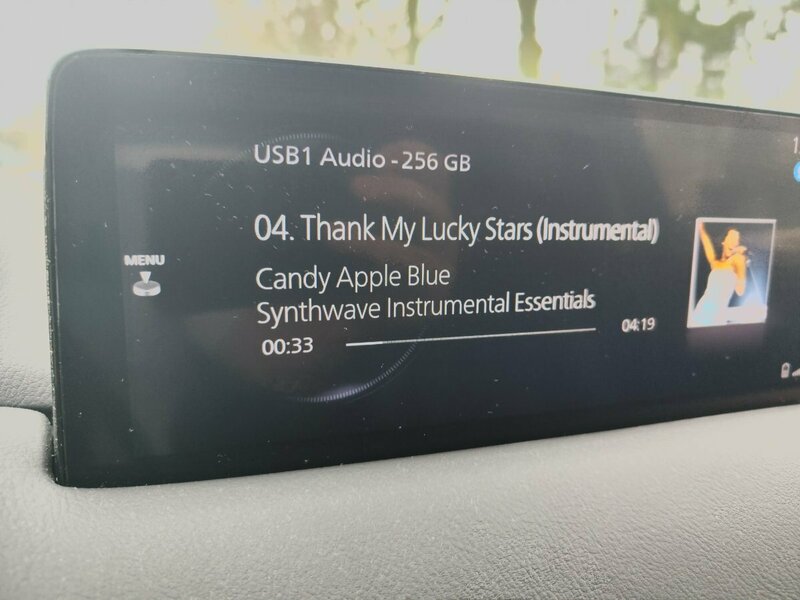 USB1 Audio - 256 GB
04. Thank My Lucky Stars (Instrumental)
MENU
Candy Apple Blue
Synthwave Instrumental Essentials
00:33
04:19